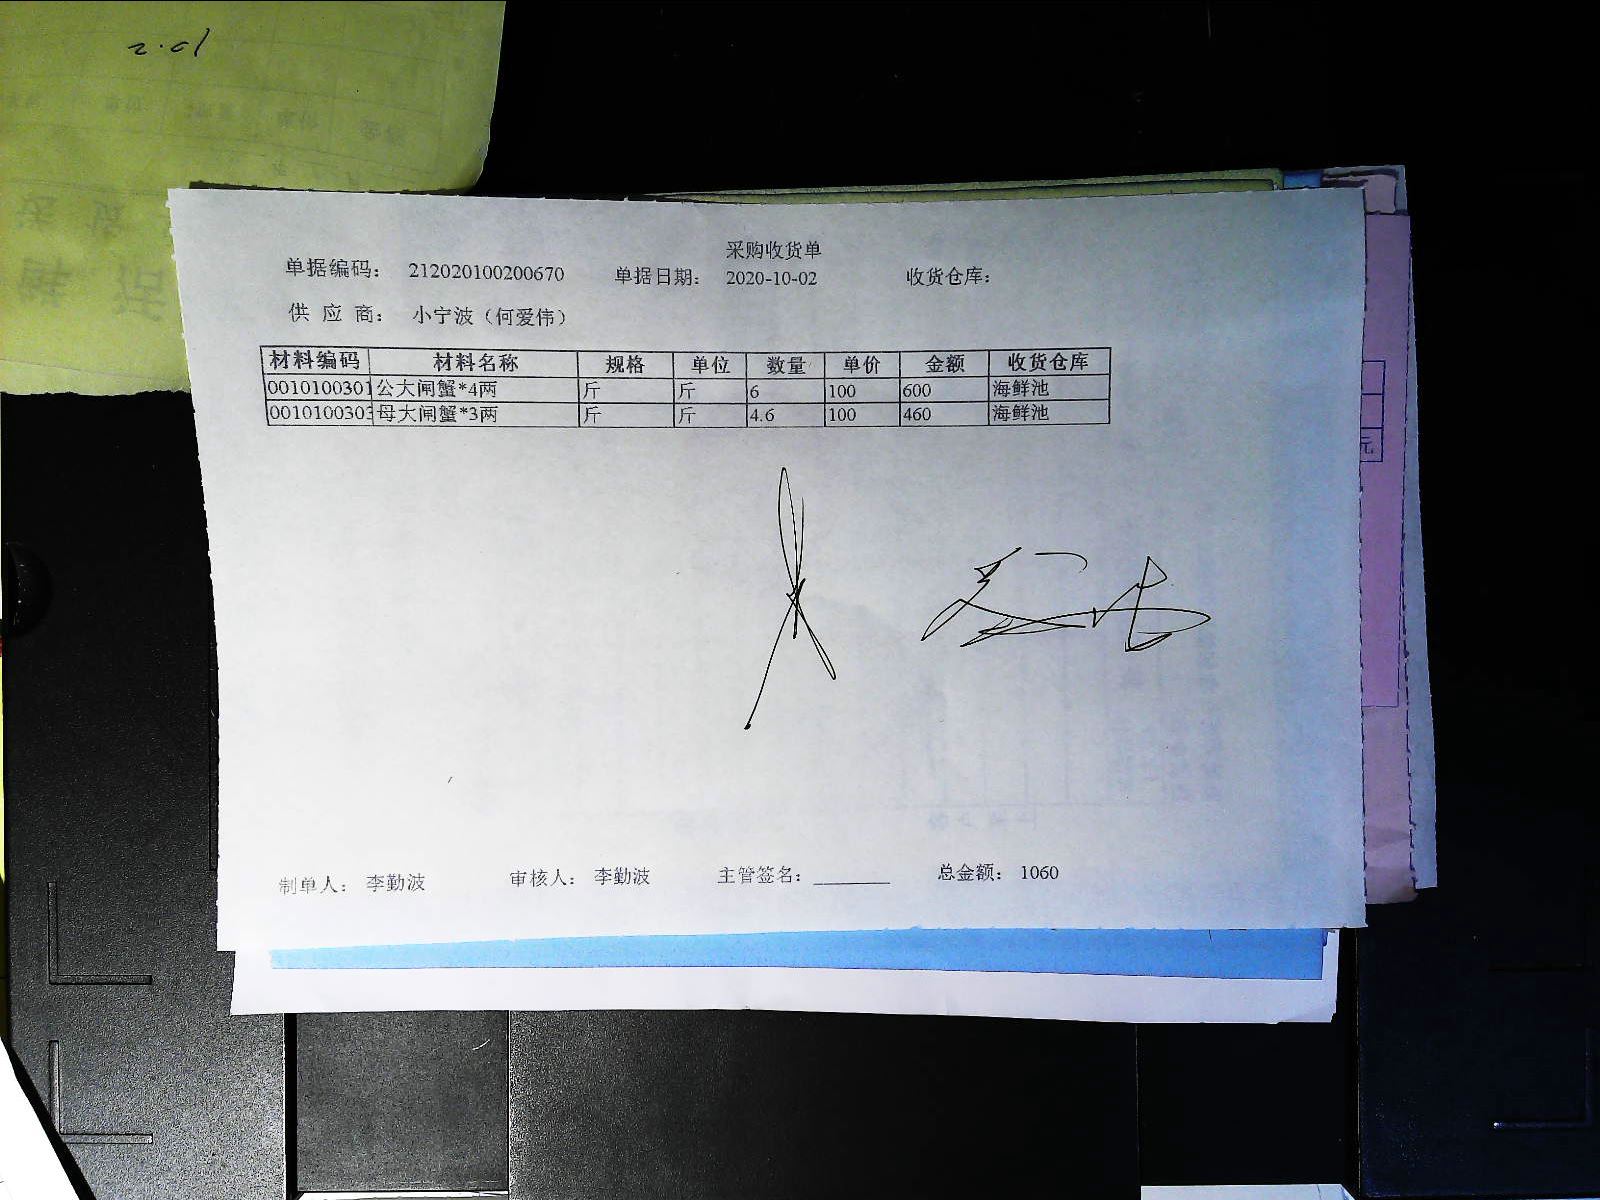 采购收货单
单据编码： 212020100200670 单据日期： 2020-10-02 收货仓库：
供 应 商： 小宁波（何爱伟）
材料编码 材料名称 规格 单位 数量 单价 金额 收货仓库
0010100301 公大闸蟹*4两 斤 斤 6 100 600 海鲜池
0010100303 母大闸蟹*3两 斤 斤 4.6 100 460 海鲜池
制单人： 李勤波 审核人： 李勤波 主管签名：________ 总金额： 1060
元